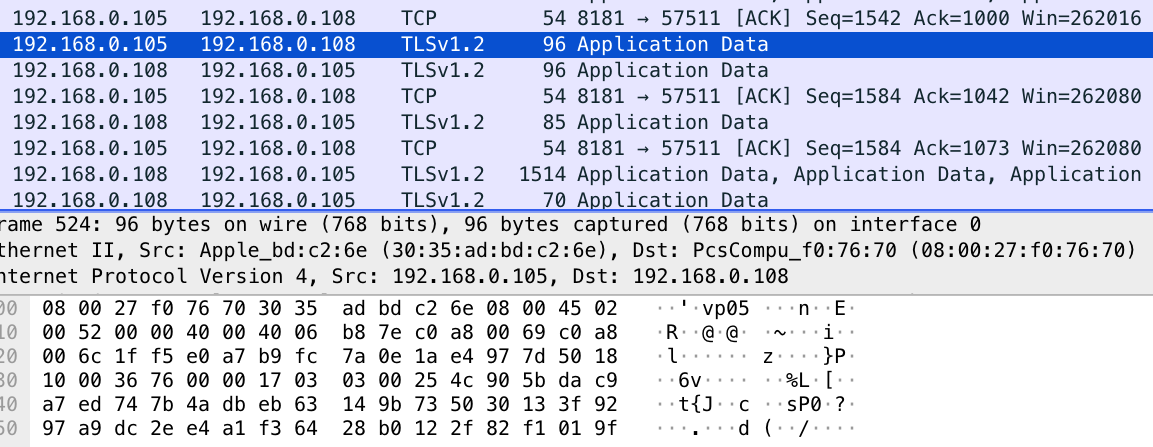 192.168.0.105 192.168.0.108 TCP 54 8181 → 57511 [ACK] Seq=1542 Ack=1000 Win=262016
192.168.0.105 192.168.0.108 TLSv1.2 96 Application Data
192.168.0.108 192.168.0.105 TLSv1.2 96 Application Data
192.168.0.105 192.168.0.108 TCP 54 8181 → 57511 [ACK] Seq=1584 Ack=1042 Win=262080
192.168.0.108 192.168.0.105 TLSv1.2 85 Application Data
192.168.0.105 192.168.0.108 TCP 54 8181 → 57511 [ACK] Seq=1584 Ack=1073 Win=262080
192.168.0.108 192.168.0.105 TLSv1.2 1514 Application Data, Application Data, Application
192.168.0.108 192.168.0.105 TLSv1.2 70 Application Data
rame 524: 96 bytes on wire (768 bits), 96 bytes captured (768 bits) on interface 0
thernet II, Src: Apple_bd:c2:6e (30:35:ad:bd:c2:6e), Dst: PcsCompu_f0:76:70 (08:00:27:f0:76:70)
nternet Protocol Version 4, Src: 192.168.0.105, Dst: 192.168.0.108
00 08 00 27 f0 76 70 30 35 ad bd c2 6e 08 00 45 02 ··'·vp05 ···n··E·
10 00 52 00 00 40 00 40 06 b8 7e c0 a8 00 69 c0 a8 ·R··@·@· ·~···i··
20 00 6c 1f f5 e0 a7 b9 fc 7a 0e 1a e4 97 7d 50 18 ·l······ z····}P·
30 10 00 36 76 00 00 17 03 03 00 25 4c 90 5b da c9 ··6v···· ··%L·[··
40 a7 ed 74 7b 4a db eb 63 14 9b 73 50 30 13 3f 92 ··t{J··c ··sP0·?·
50 97 a9 dc 2e e4 a1 f3 64 28 b0 12 2f 82 f1 01 9f ···.···d (··/····